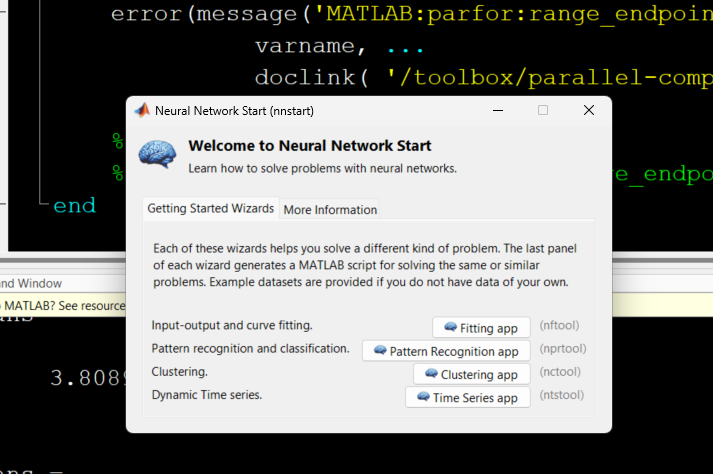 error(message('MATLAB:parfor:range_endpoin
varname, ...
doclink( '/toolbox/parallel-comp
Neural Network Start (nnstart)
Welcome to Neural Network Start
%
Learn how to solve problems with neural networks.
%
e_endpo
end
Getting Started Wizards
More Information
Each of these wizards helps you solve a different kind of problem. The last panel
of each wizard generates a MATLAB script for solving the same or similar
problems. Example datasets are provided if you do not have data of your own.
nd Window
MATLAB? See resource
Input-output and curve fitting. Fitting app (nftool)
Pattern recognition and classification. Pattern Recognition app (nprtool)
Clustering. Clustering app (nctool)
3.808
Dynamic Time series. Time Series app (ntstool)